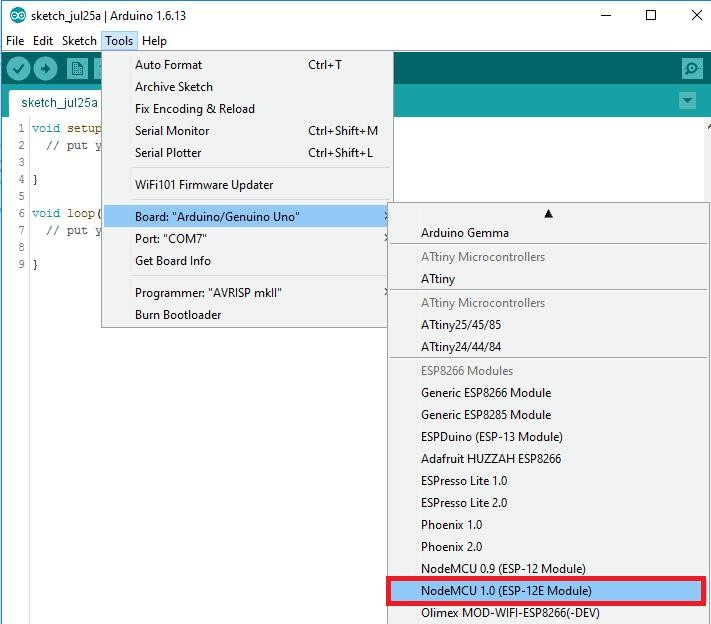 sketch_jul25a | Arduino 1.6.13
File Edit Sketch Tools Help
sketch_jul25a
1 void setup
2 // put y
3
4 }
5
6 void loop(
7 // put y
8
9 }
Auto Format Ctrl+T
Archive Sketch
Fix Encoding & Reload
Serial Monitor Ctrl+Shift+M
Serial Plotter Ctrl+Shift+L
WiFi101 Firmware Updater
Board: "Arduino/Genuino Uno"
Port: "COM7"
Get Board Info
Programmer: "AVRISP mkII"
Burn Bootloader
Arduino Gemma
ATtiny Microcontrollers
ATtiny
ATtiny Microcontrollers
ATtiny25/45/85
ATtiny24/44/84
ESP8266 Modules
Generic ESP8266 Module
Generic ESP8285 Module
ESPDuino (ESP-13 Module)
Adafruit HUZZAH ESP8266
ESPresso Lite 1.0
ESPresso Lite 2.0
Phoenix 1.0
Phoenix 2.0
NodeMCU 0.9 (ESP-12 Module)
NodeMCU 1.0 (ESP-12E Module)
Olimex MOD-WIFI-ESP8266(-DEV)